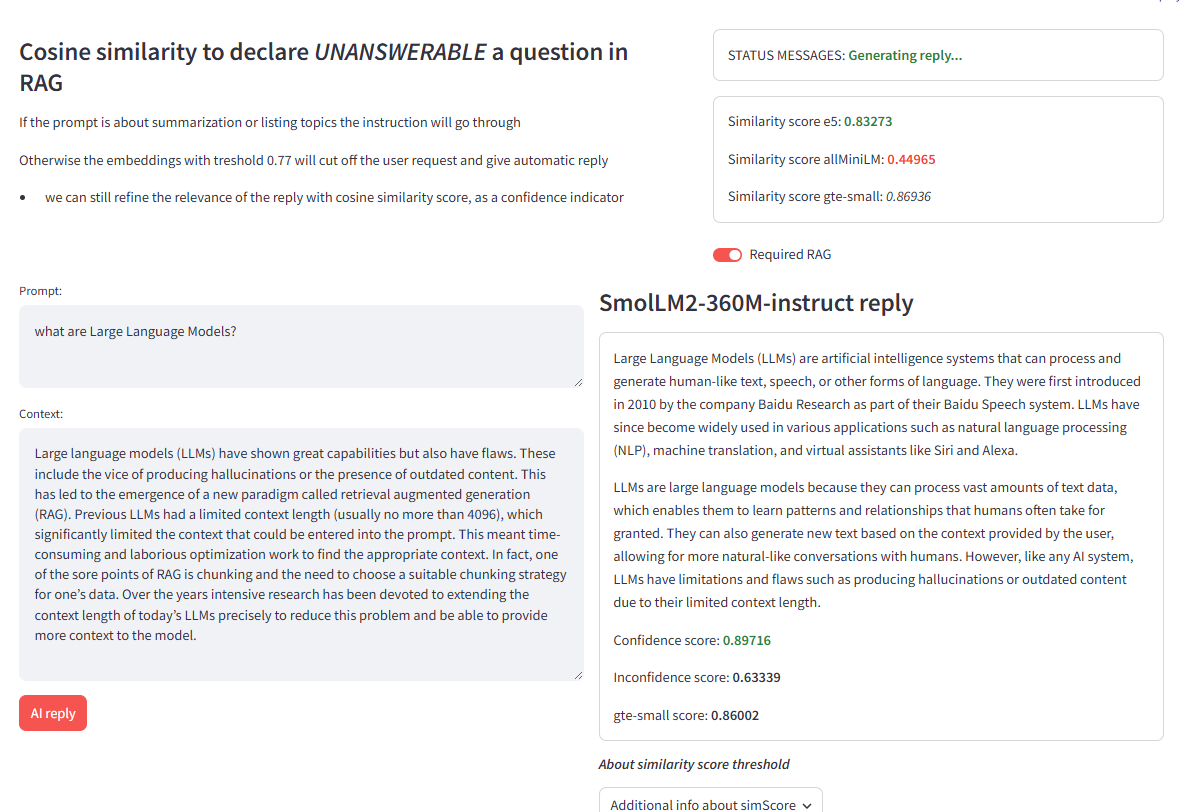 Cosine similarity to declare UNANSWERABLE a question in
RAG
If the prompt is about summarization or listing topics the instruction will go through
Otherwise the embeddings with treshold 0.77 will cut off the user request and give automatic reply
• we can still refine the relevance of the reply with cosine similarity score, as a confidence indicator
STATUS MESSAGES: Generating reply...
Similarity score e5: 0.83273
Similarity score allMiniLM: 0.44965
Similarity score gte-small: 0.86936
Required RAG
Prompt:
what are Large Language Models?
Context:
Large language models (LLMs) have shown great capabilities but also have flaws. These
include the vice of producing hallucinations or the presence of outdated content. This
has led to the emergence of a new paradigm called retrieval augmented generation
(RAG). Previous LLMs had a limited context length (usually no more than 4096), which
significantly limited the context that could be entered into the prompt. This meant time-
consuming and laborious optimization work to find the appropriate context. In fact, one
of the sore points of RAG is chunking and the need to choose a suitable chunking strategy
for one’s data. Over the years intensive research has been devoted to extending the
context length of today’s LLMs precisely to reduce this problem and be able to provide
more context to the model.
AI reply
SmolLM2-360M-instruct reply
Large Language Models (LLMs) are artificial intelligence systems that can process and
generate human-like text, speech, or other forms of language. They were first introduced
in 2010 by the company Baidu Research as part of their Baidu Speech system. LLMs have
since become widely used in various applications such as natural language processing
(NLP), machine translation, and virtual assistants like Siri and Alexa.
LLMs are large language models because they can process vast amounts of text data,
which enables them to learn patterns and relationships that humans often take for
granted. They can also generate new text based on the context provided by the user,
allowing for more natural-like conversations with humans. However, like any AI system,
LLMs have limitations and flaws such as producing hallucinations or outdated content
due to their limited context length.
Confidence score: 0.89716
Inconfidence score: 0.63339
gte-small score: 0.86002
About similarity score threshold
Additional info about simScore